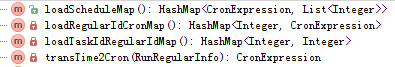 loadScheduleMap(): HashMap<CronExpression, List<Integer>>
loadRegularIdCronMap(): HashMap<Integer, CronExpression>
loadTaskIdRegularIdMap(): HashMap<Integer, Integer>
transTime2Cron(RunRegularInfo): CronExpression